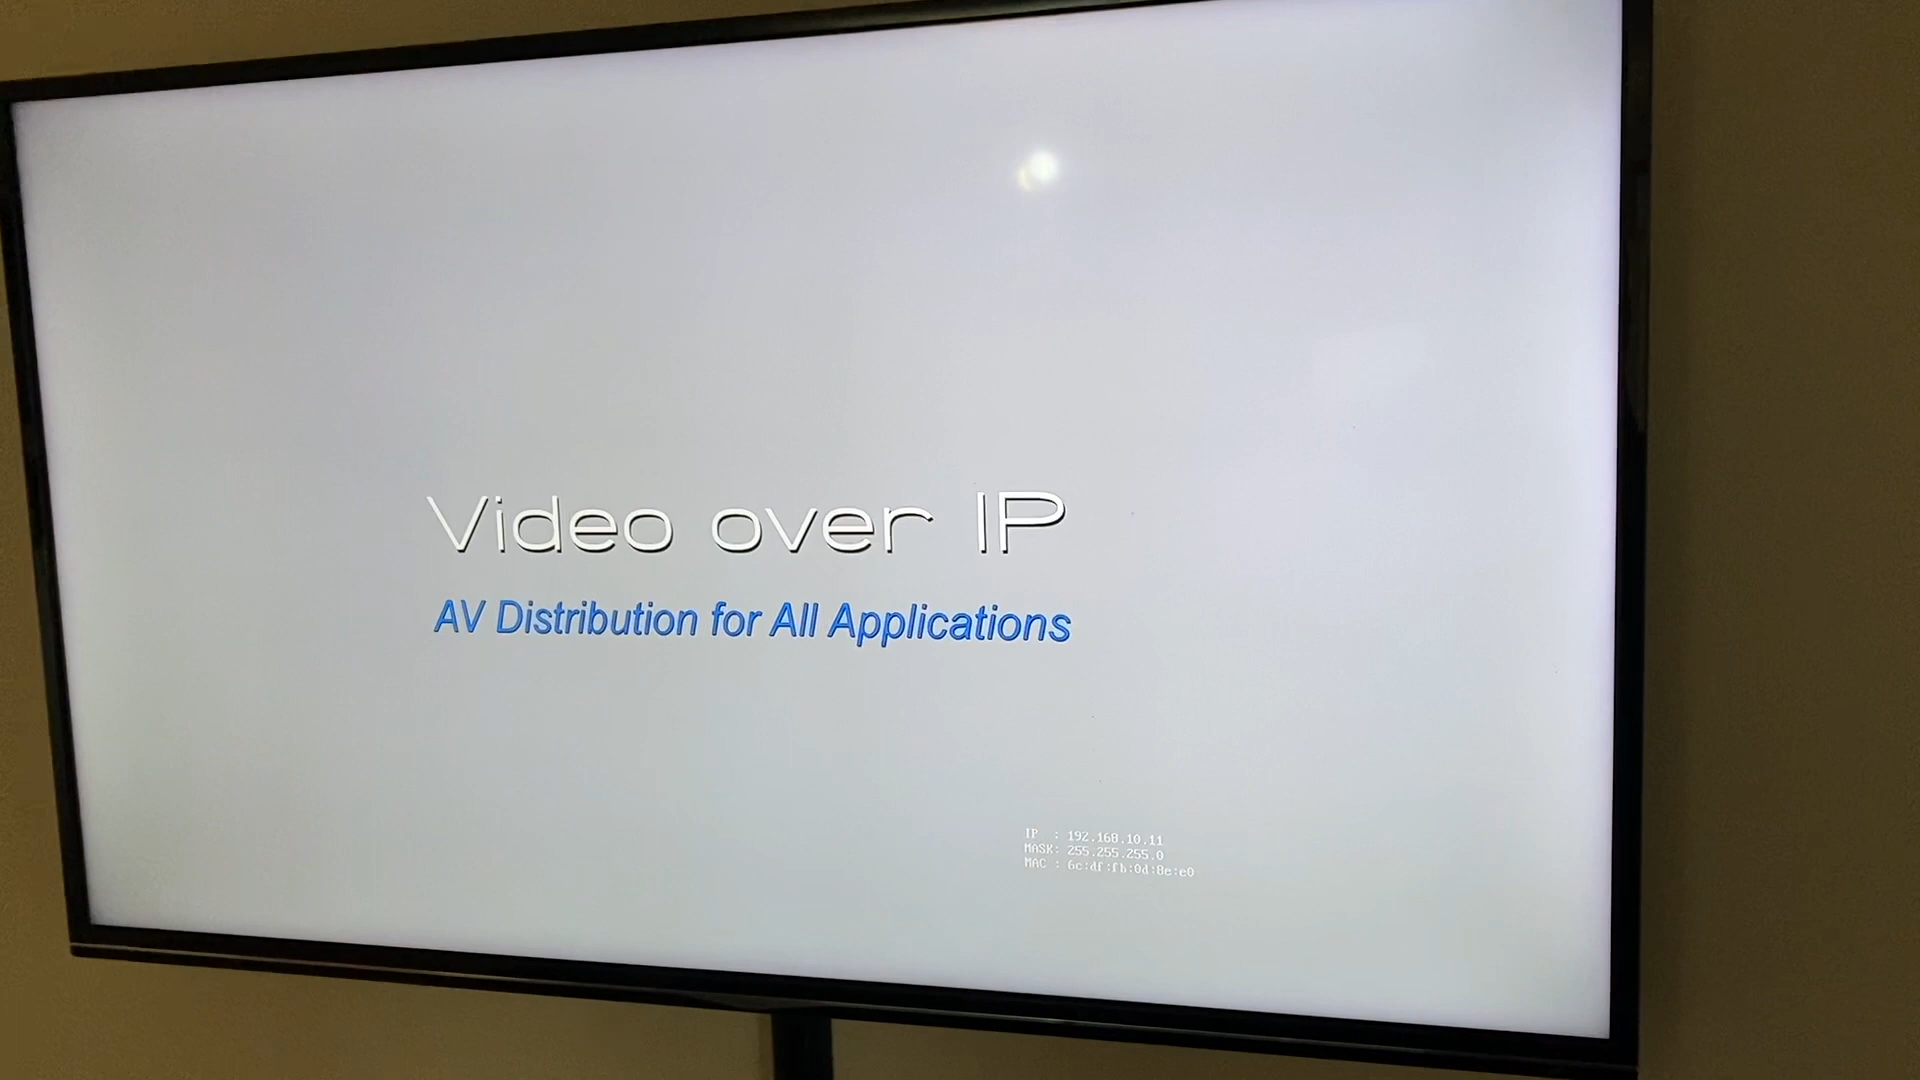 Video over IP
AV Distribution for All Applications
IP : 192.168.10.11
MASK: 255.255.255.0
MAC : 6c:df:fb:0d:8e:e0